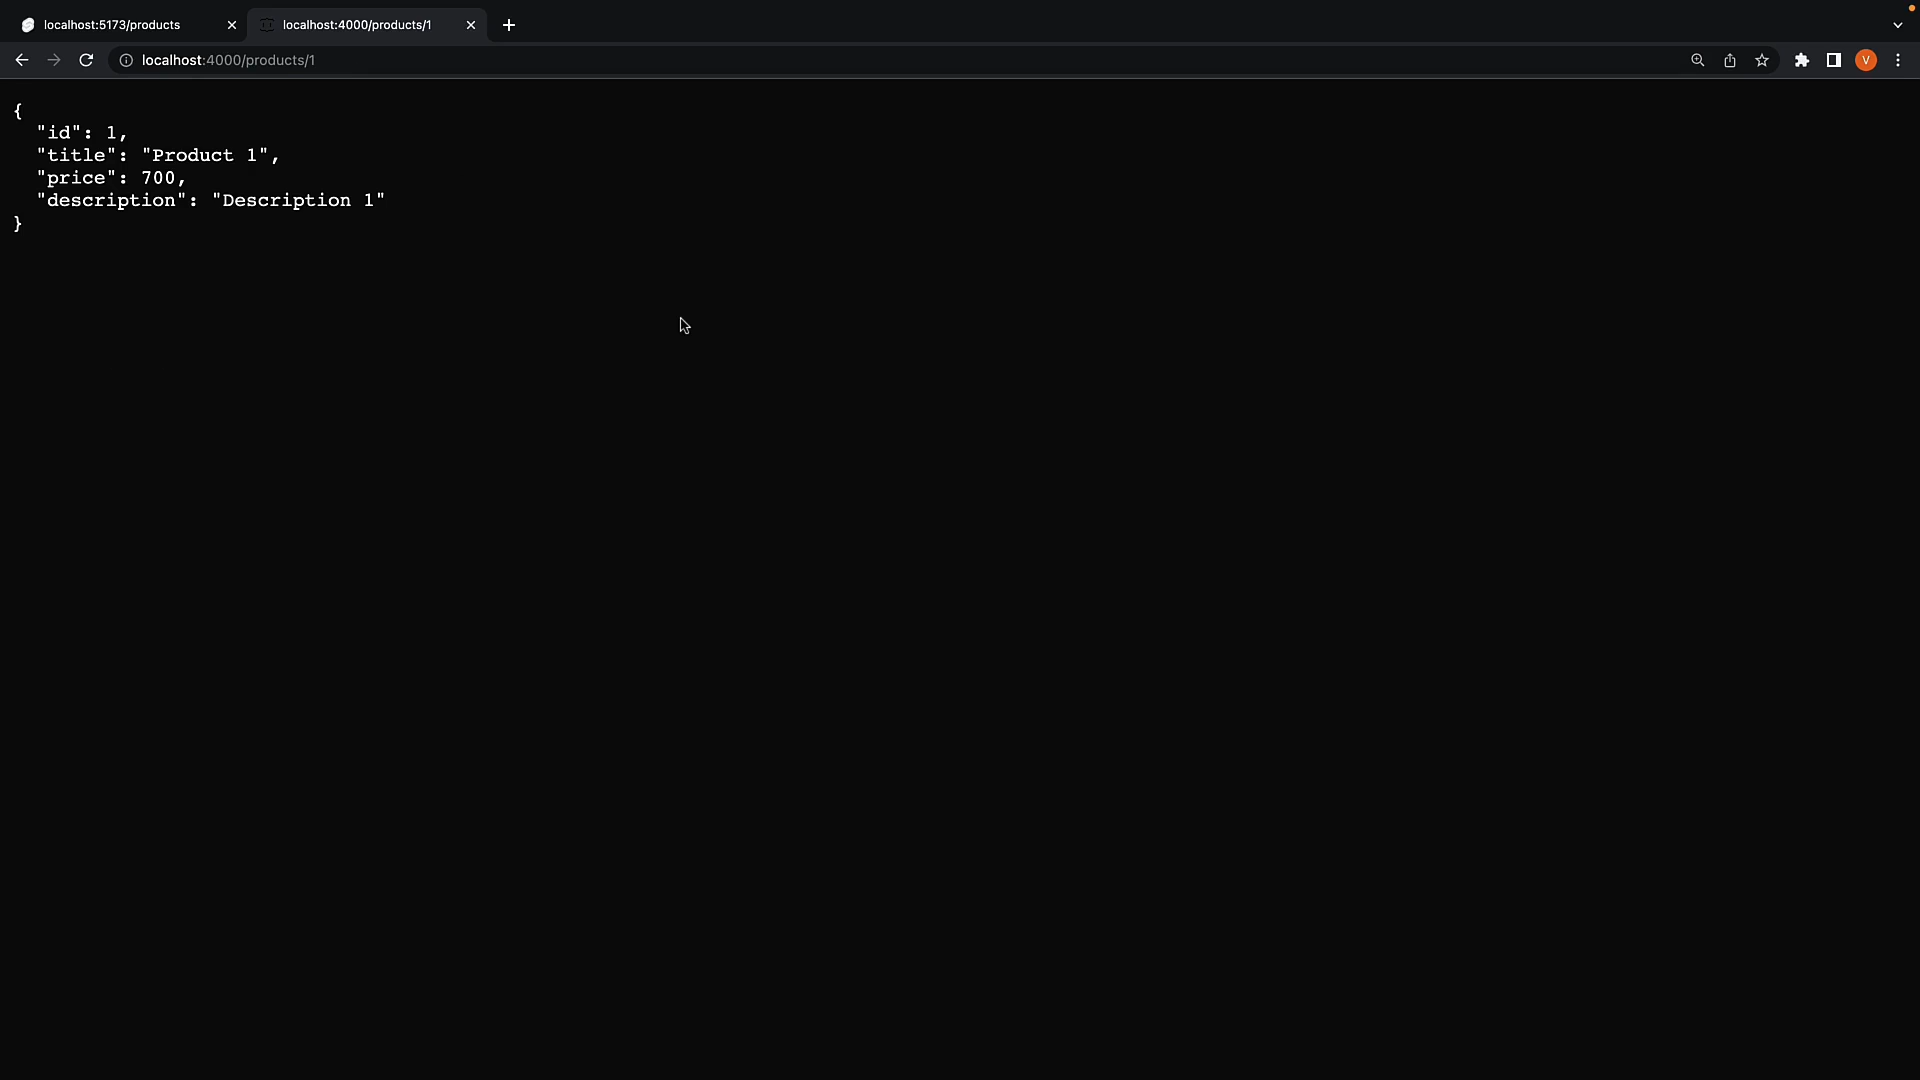 localhost:5173/products
localhost:4000/products/1
localhost:4000/products/1
V
{
  "id": 1,
  "title": "Product 1",
  "price": 700,
  "description": "Description 1"
}